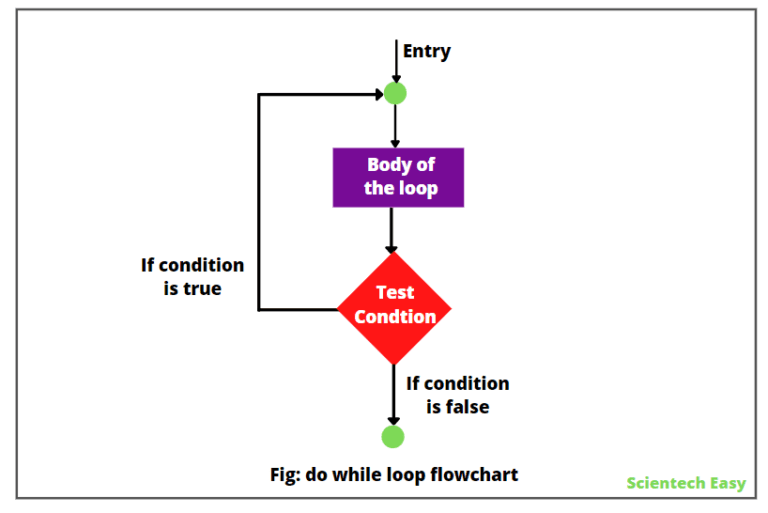 Entry
Body of
the loop
If condition
is true
Test
Condtion
If condition
is false
Fig: do while loop flowchart
Scientech Easy